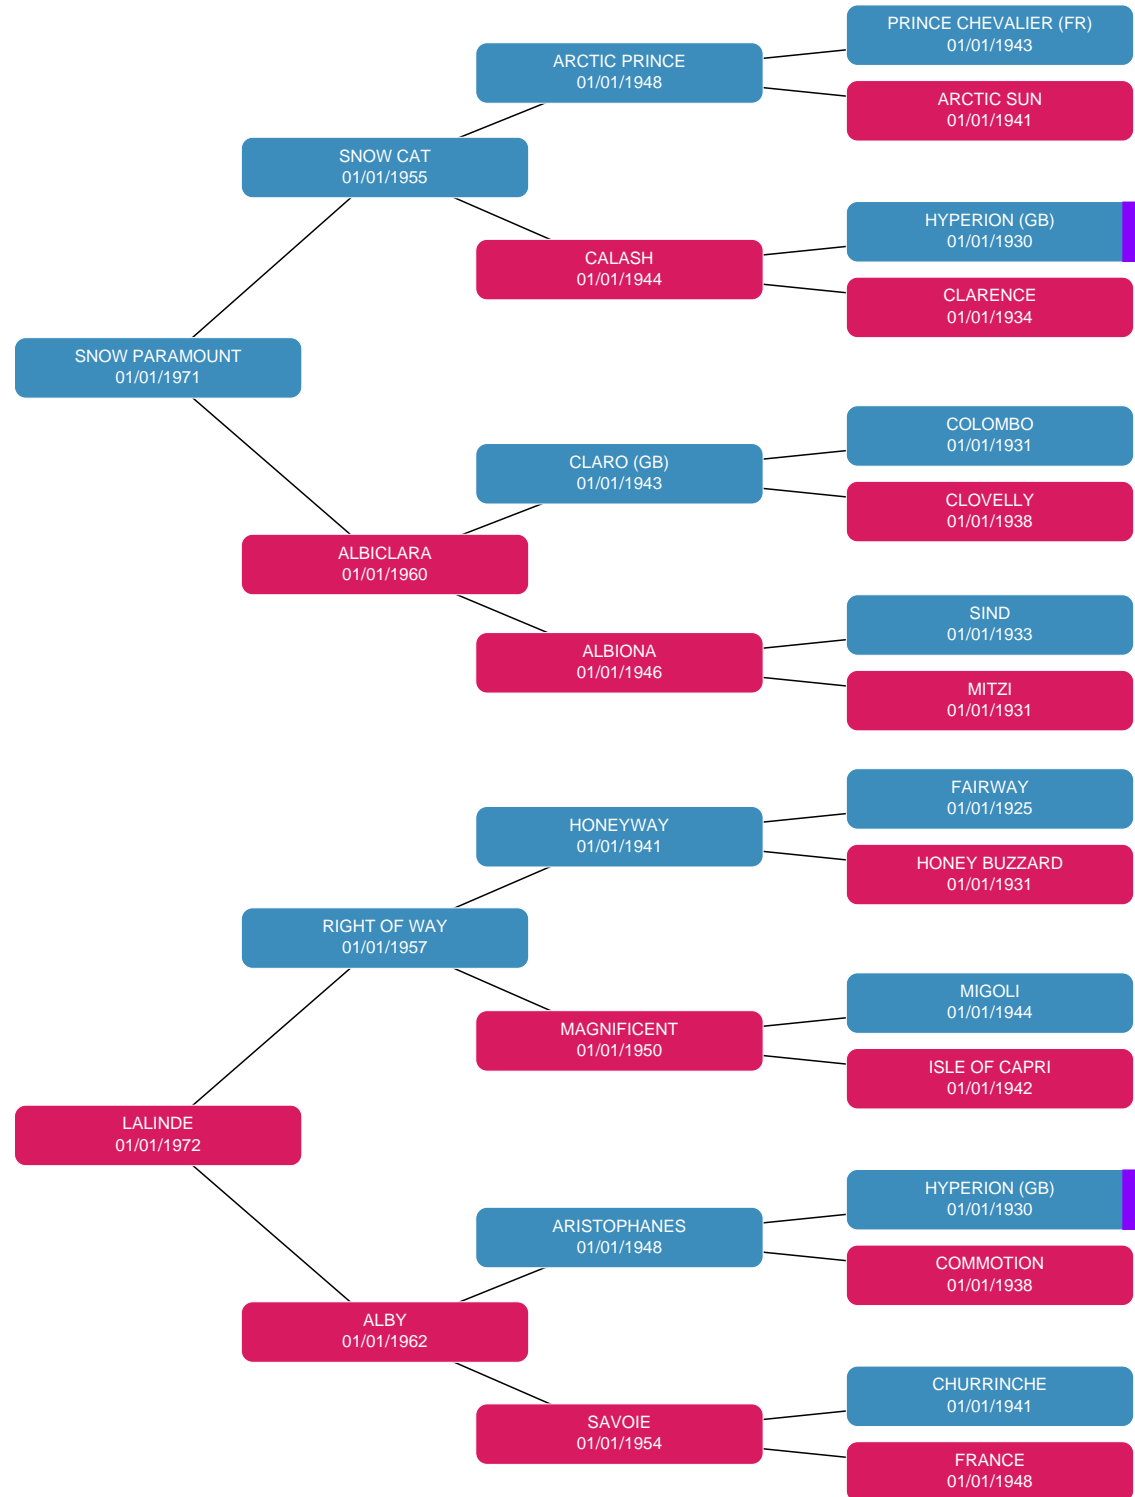 PRINCE CHEVALIER (FR)
01/01/1943
ARCTIC PRINCE
01/01/1948
ARCTIC SUN
01/01/1941
SNOW CAT
01/01/1955
HYPERION (GB)
01/01/1930
CALASH
01/01/1944
CLARENCE
01/01/1934
SNOW PARAMOUNT
01/01/1971
COLOMBO
01/01/1931
CLARO (GB)
01/01/1943
CLOVELLY
01/01/1938
ALBICLARA
01/01/1960
SIND
01/01/1933
ALBIONA
01/01/1946
MITZI
01/01/1931
FAIRWAY
01/01/1925
HONEYWAY
01/01/1941
HONEY BUZZARD
01/01/1931
RIGHT OF WAY
01/01/1957
MIGOLI
01/01/1944
MAGNIFICENT
01/01/1950
ISLE OF CAPRI
01/01/1942
LALINDE
01/01/1972
HYPERION (GB)
01/01/1930
ARISTOPHANES
01/01/1948
COMMOTION
01/01/1938
ALBY
01/01/1962
CHURRINCHE
01/01/1941
SAVOIE
01/01/1954
FRANCE
01/01/1948